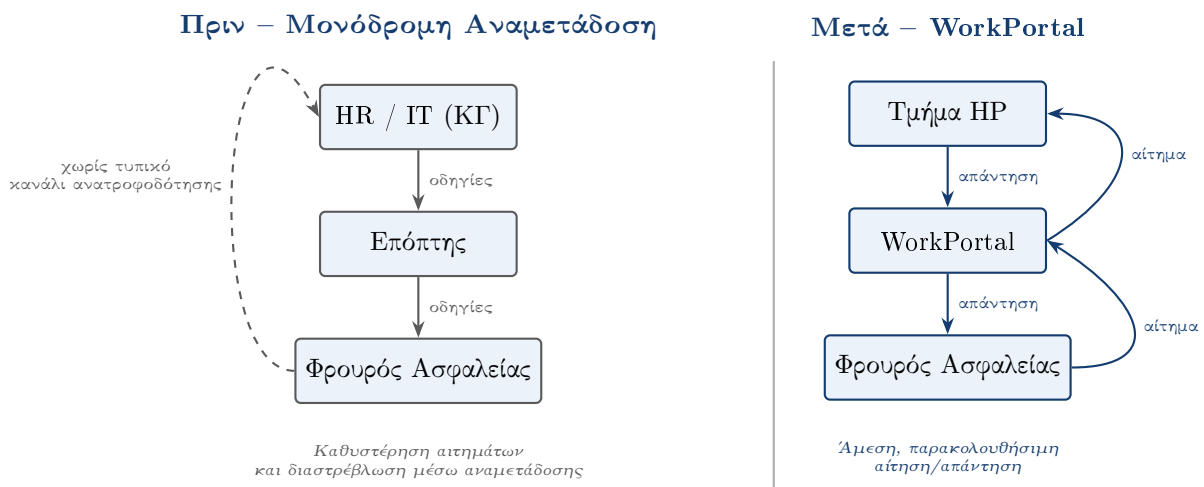 Πριν – Μονόδρομη Αναμετάδοση
HR / IT (ΚΓ)
χωρίς τυπικό
κανάλι ανατροφοδότησης
οδηγίες
Επόπτης
οδηγίες
Φρουρός Ασφαλείας
Καθυστέρηση αιτημάτων
και διαστρέβλωση μέσω αναμετάδοσης
Μετά – WorkPortal
Τμήμα HP
αίτημα
απάντηση
WorkPortal
απάντηση
αίτημα
Φρουρός Ασφαλείας
Άμεση, παρακολουθήσιμη
αίτηση/απάντηση